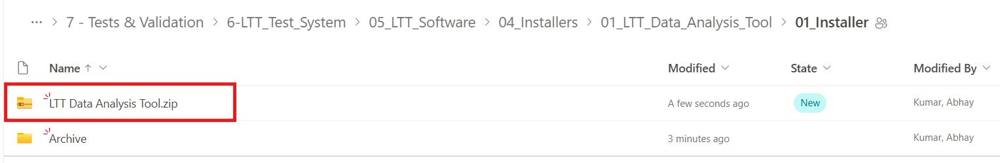 ··· > 7 - Tests & Validation > 6-LTT_Test_System > 05_LTT_Software > 04_Installers > 01_LTT_Data_Analysis_Tool > 01_Installer
Name ↑ Modified State Modified By
LTT Data Analysis Tool.zip A few seconds ago New Kumar, Abhay
Archive 3 minutes ago Kumar, Abhay